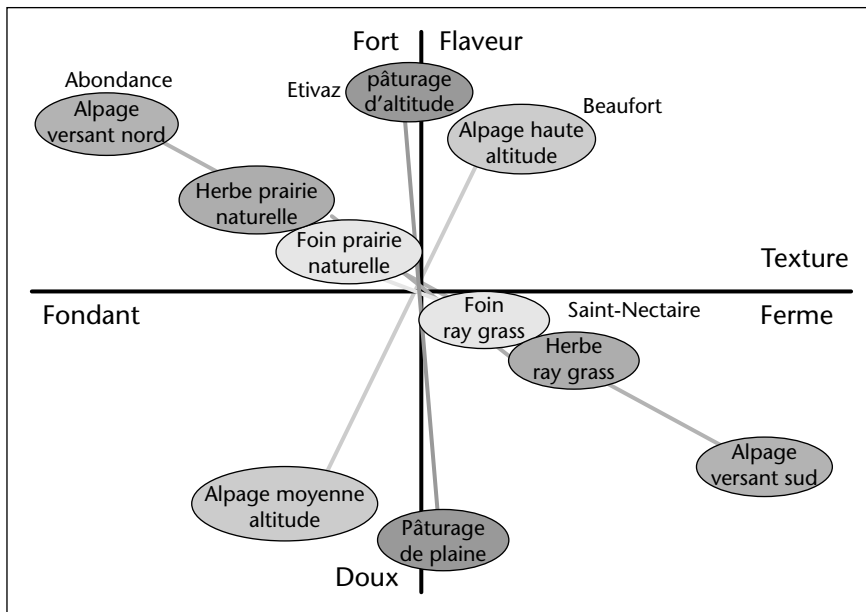 Fort
Flaveur
Abondance
Alpage
versant nord
Etivaz
pâturage
d'altitude
Beaufort
Alpage haute
altitude
Herbe prairie
naturelle
Foin prairie
naturelle
Texture
Fondant
Foin
ray grass
Saint-Nectaire
Ferme
Herbe
ray grass
Alpage
versant sud
Alpage moyenne
altitude
Pâturage
de plaine
Doux